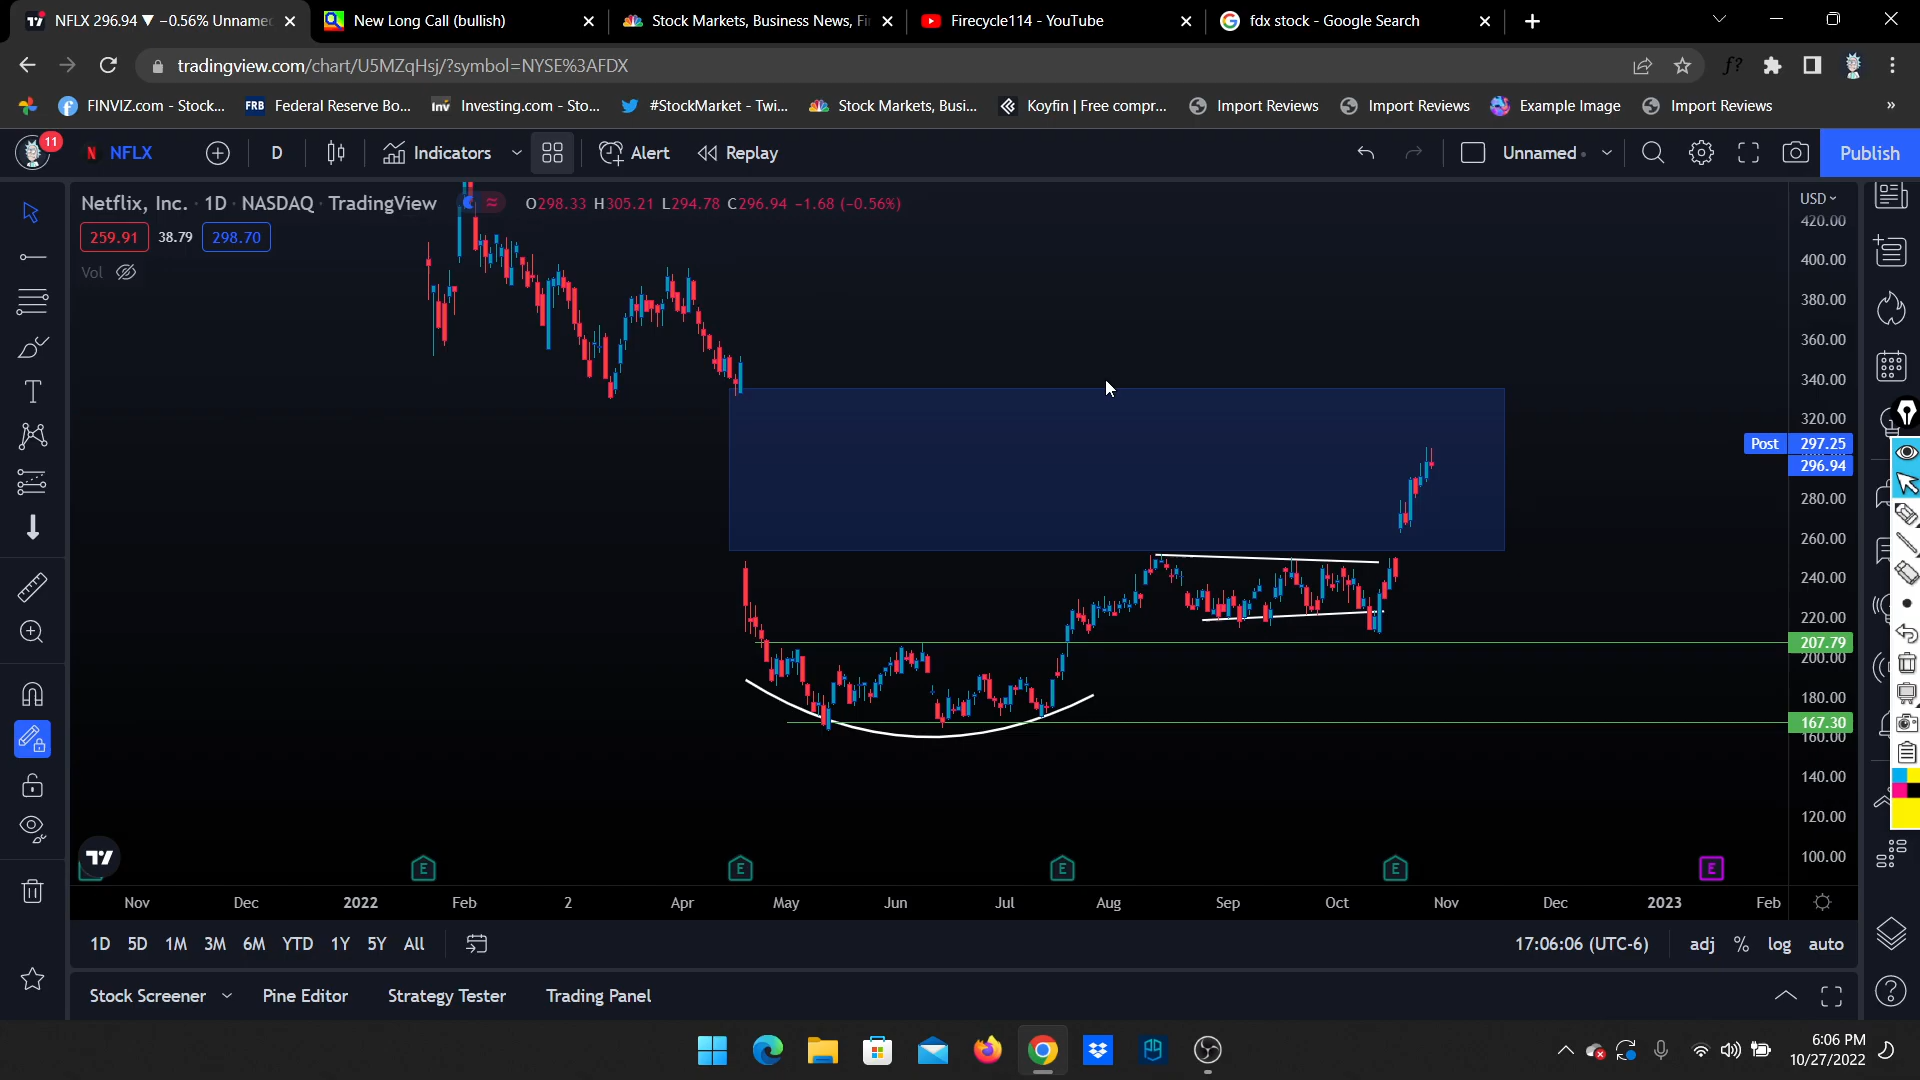 NFLX 296.94 ▼ −0.56% Unname
New Long Call (bullish)
Stock Markets, Business News, Fi
Firecycle114 - YouTube
fdx stock - Google Search
tradingview.com/chart/U5MZqHsj/?symbol=NYSE%3AFDX
FINVIZ.com - Stock...
FRB Federal Reserve Bo...
Inv Investing.com - Sto...
#StockMarket - Twi...
Stock Markets, Busi...
Koyfin | Free compr...
Import Reviews
Import Reviews
Example Image
Import Reviews
»
11
N NFLX
D
Indicators
Alert
Replay
Unnamed
Publish
Netflix, Inc. · 1D · NASDAQ · TradingView
O298.33 H305.21 L294.78 C296.94 −1.68 (−0.56%)
259.91 38.79 298.70
Vol
USD
420.00
400.00
380.00
360.00
340.00
320.00
Post 297.25
296.94
280.00
260.00
240.00
220.00
207.79
200.00
180.00
167.30
160.00
140.00
120.00
100.00
E E E E E
Nov Dec 2022 Feb 2 Apr May Jun Jul Aug Sep Oct Nov Dec 2023 Feb
1D 5D 1M 3M 6M YTD 1Y 5Y All
17:06:06 (UTC-6)
adj % log auto
Stock Screener
Pine Editor
Strategy Tester
Trading Panel
6:06 PM
10/27/2022